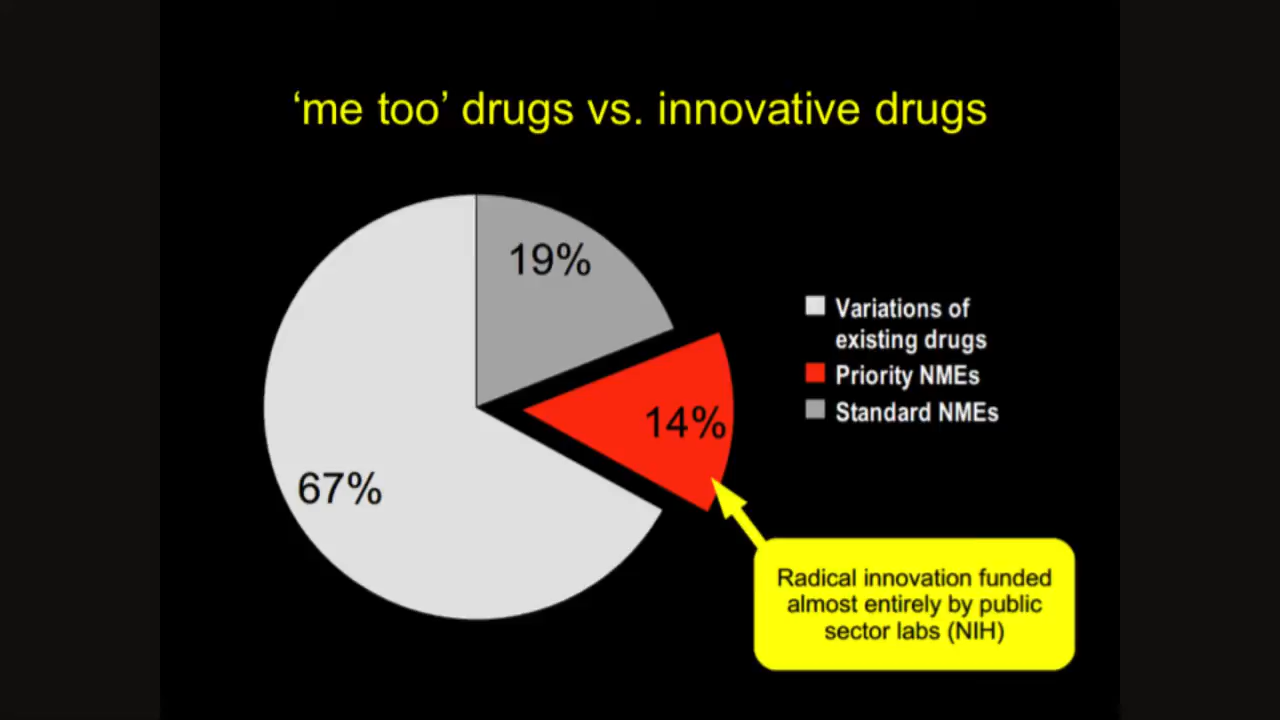 ‘me too’ drugs vs. innovative drugs
19%
14%
67%
Variations of
existing drugs
Priority NMEs
Standard NMEs
Radical innovation funded
almost entirely by public
sector labs (NIH)